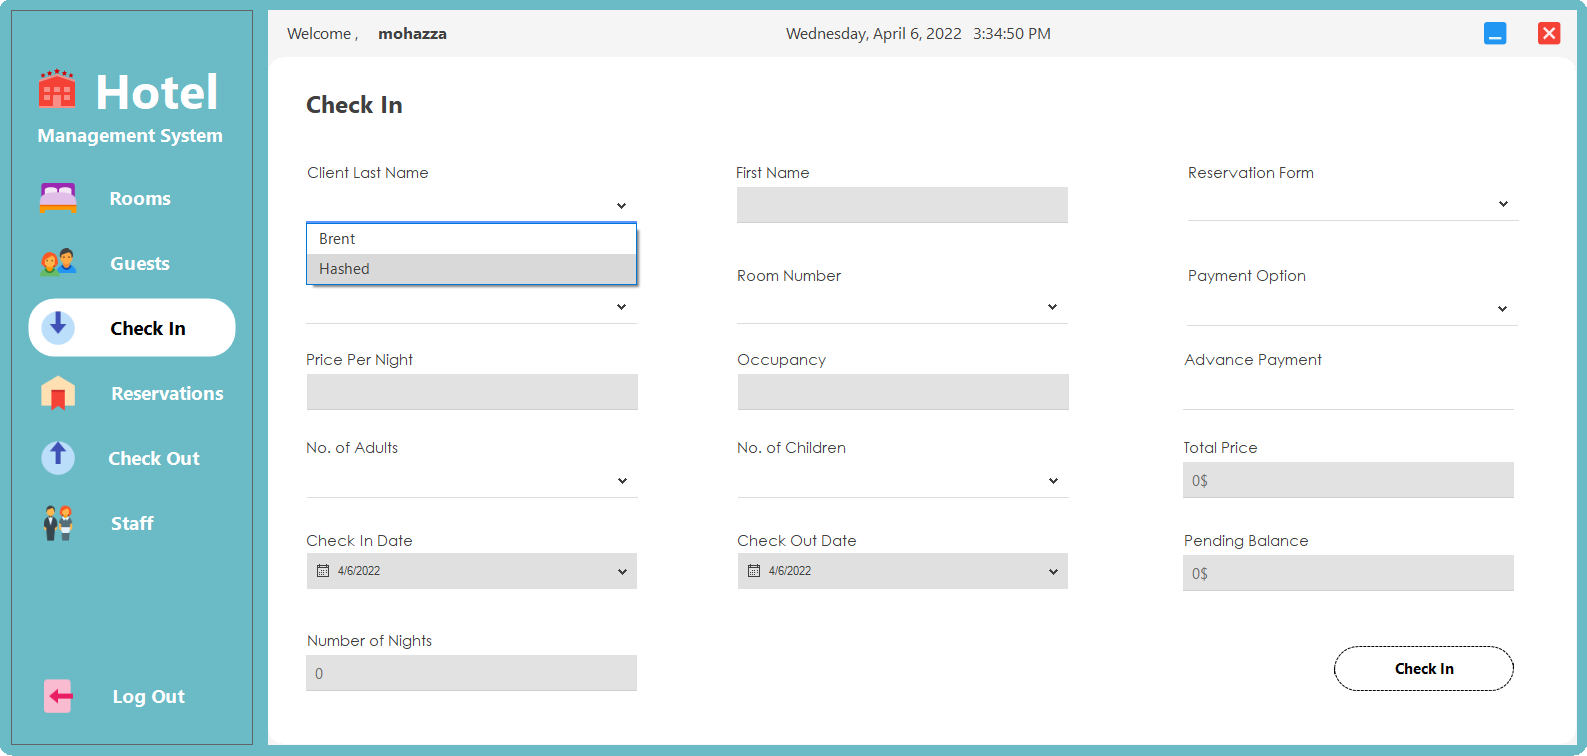 Welcome , mohazza
Wednesday, April 6, 2022 3:34:50 PM
Hotel
Management System
Rooms
Guests
Check In
Reservations
Check Out
Staff
Log Out
Check In
Client Last Name
First Name
Reservation Form
Brent
Hashed
Room Number
Payment Option
Price Per Night
Occupancy
Advance Payment
No. of Adults
No. of Children
Total Price
0$
Check In Date
Check Out Date
Pending Balance
4/6/2022
4/6/2022
0$
Number of Nights
0
Check In